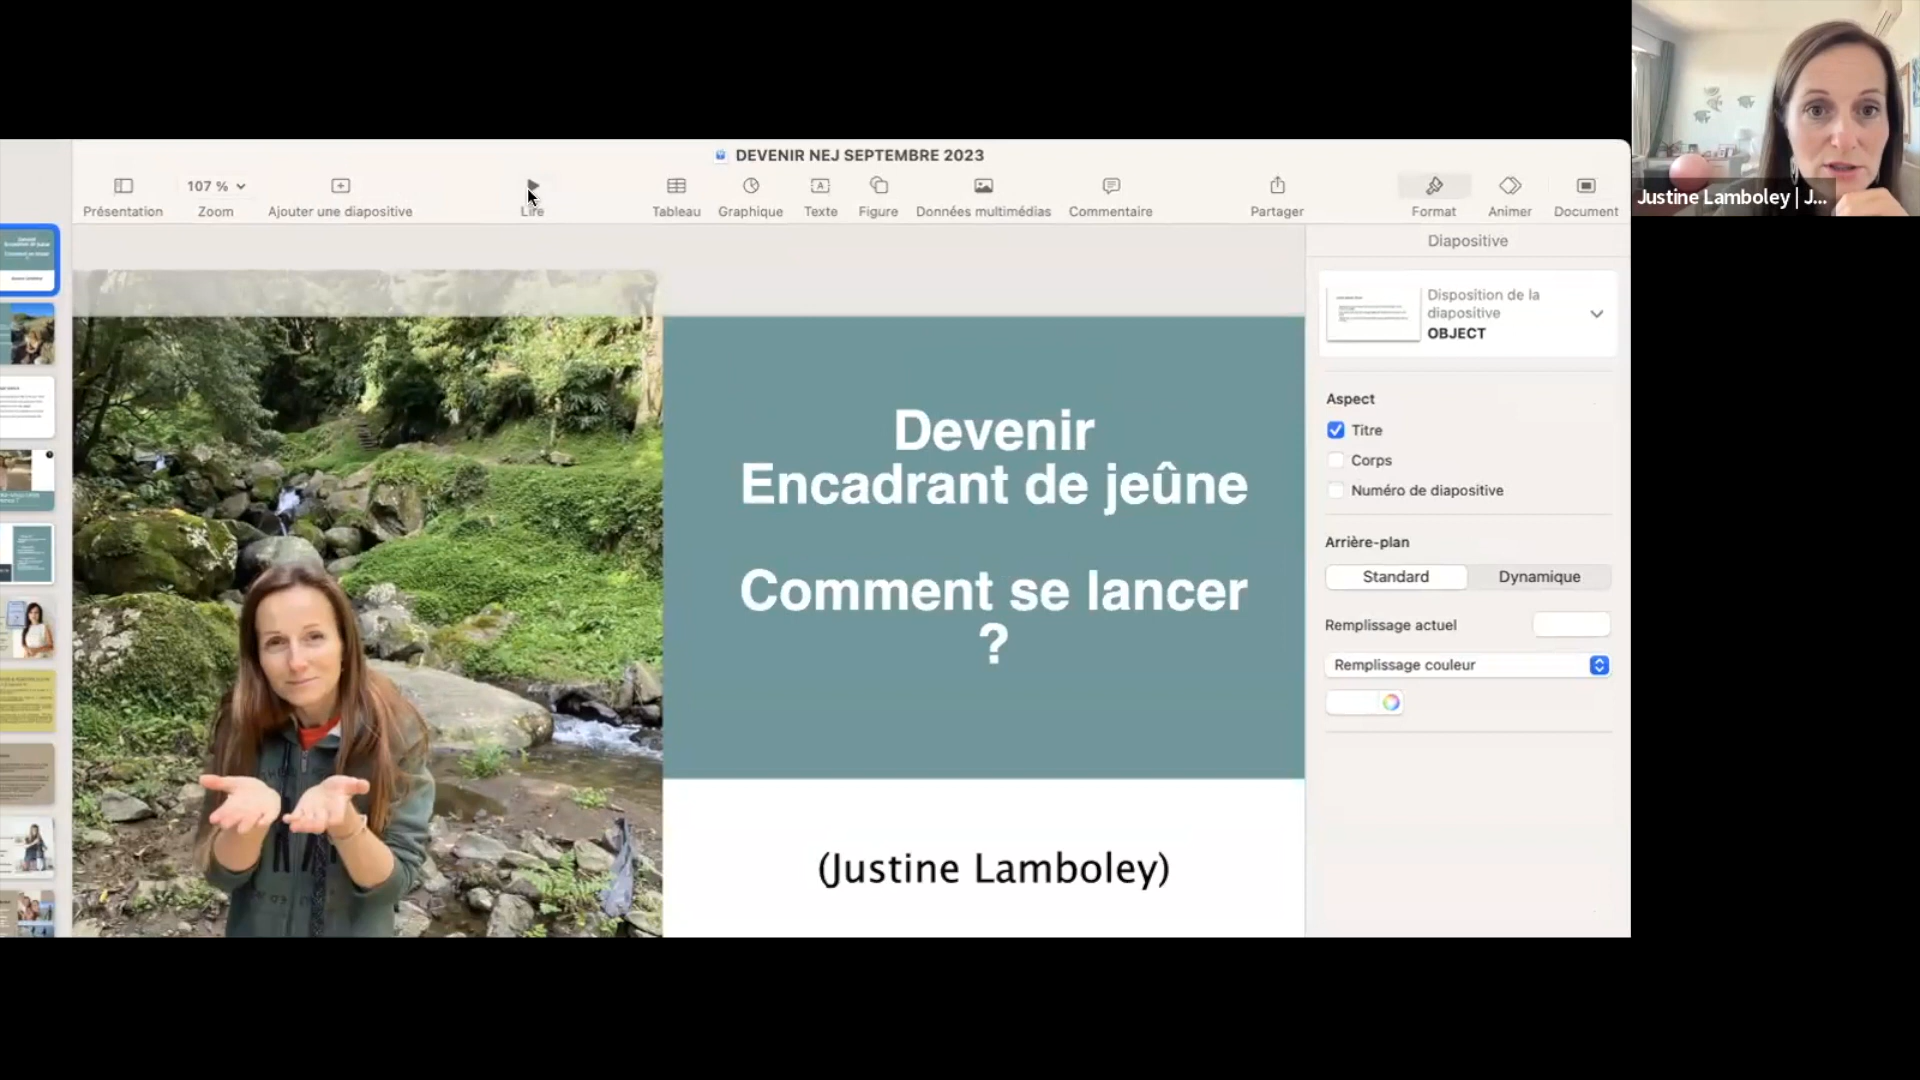 DEVENIR NEJ SEPTEMBRE 2023
107 %
Présentation
Zoom
Ajouter une diapositive
Lire
Tableau
Graphique
Texte
Figure
Données multimédias
Commentaire
Partager
Format
Animer
Document
Justine Lamboley | J...
Diapositive
Disposition de la
diapositive
OBJECT
Aspect
Titre
Corps
Numéro de diapositive
Arrière-plan
Standard
Dynamique
Remplissage actuel
Remplissage couleur
Devenir
Encadrant de jeûne
Comment se lancer
?
(Justine Lamboley)